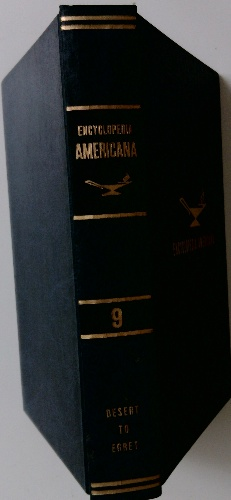 ENCYCLOPEDIA
AMERICANA
9
DESERT
TO
EGRET